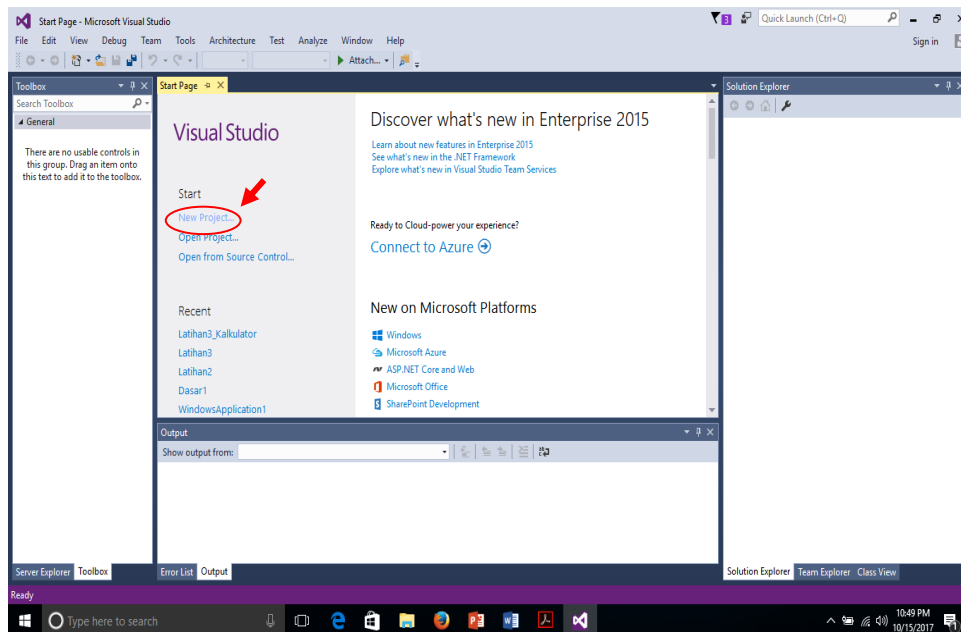 Start Page - Microsoft Visual Studio
3
Quick Launch (Ctrl+Q)
File Edit View Debug Team Tools Architecture Test Analyze Window Help
Sign in
Attach...
Toolbox
Start Page
Solution Explorer
Search Toolbox
General
There are no usable controls in
this group. Drag an item onto
this text to add it to the toolbox.
Visual Studio
Start
New Project...
Open Project...
Open from Source Control...
Recent
Latihan3_Kalkulator
Latihan3
Latihan2
Dasar1
WindowsApplication1
Discover what's new in Enterprise 2015
Learn about new features in Enterprise 2015
See what's new in the .NET Framework
Explore what's new in Visual Studio Team Services
Ready to Cloud-power your experience?
Connect to Azure
New on Microsoft Platforms
Windows
Microsoft Azure
ASP.NET Core and Web
Microsoft Office
SharePoint Development
Output
Show output from:
Server Explorer Toolbox
Error List Output
Solution Explorer Team Explorer Class View
Ready
Type here to search
10:49 PM
10/15/2017